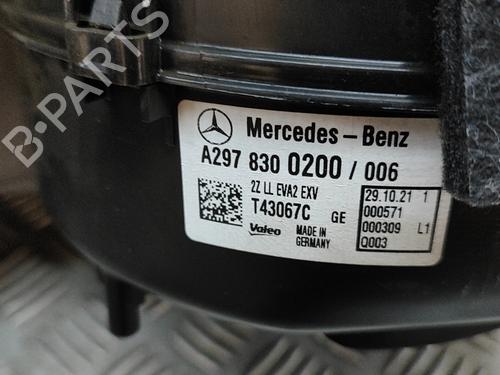 B-PARTS
Mercedes-Benz
A297 830 0200 / 006
2Z LL EVA2 EXV
T43067C GE
Valeo MADE IN GERMANY
29.10.21 1
000571
000309 L1
Q003